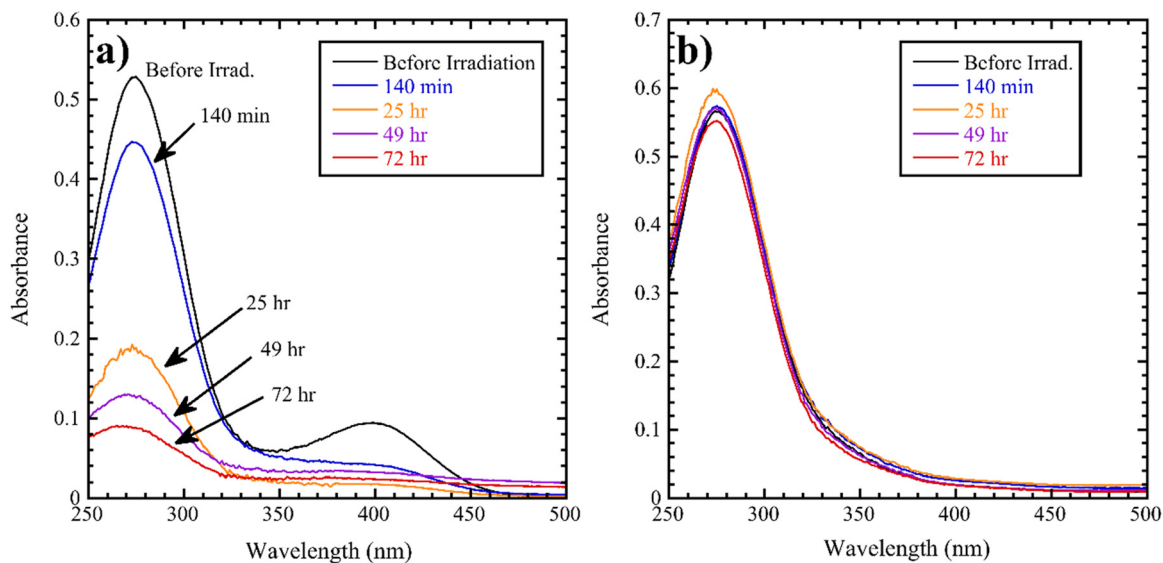 a)
Before Irrad.
140 min
25 hr
49 hr
72 hr
Before Irradiation
140 min
25 hr
49 hr
72 hr
0.6
0.5
0.4
0.3
0.2
0.1
0
Absorbance
250 300 350 400 450 500
Wavelength (nm)
b)
Before Irrad.
140 min
25 hr
49 hr
72 hr
0.7
0.6
0.5
0.4
0.3
0.2
0.1
0
Absorbance
250 300 350 400 450 500
Wavelength (nm)